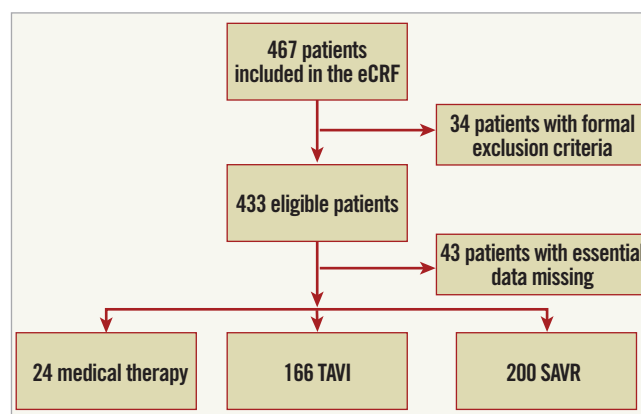 467 patients
included in the eCRF
34 patients with formal
exclusion criteria
433 eligible patients
43 patients with essential
data missing
24 medical therapy
166 TAVI
200 SAVR